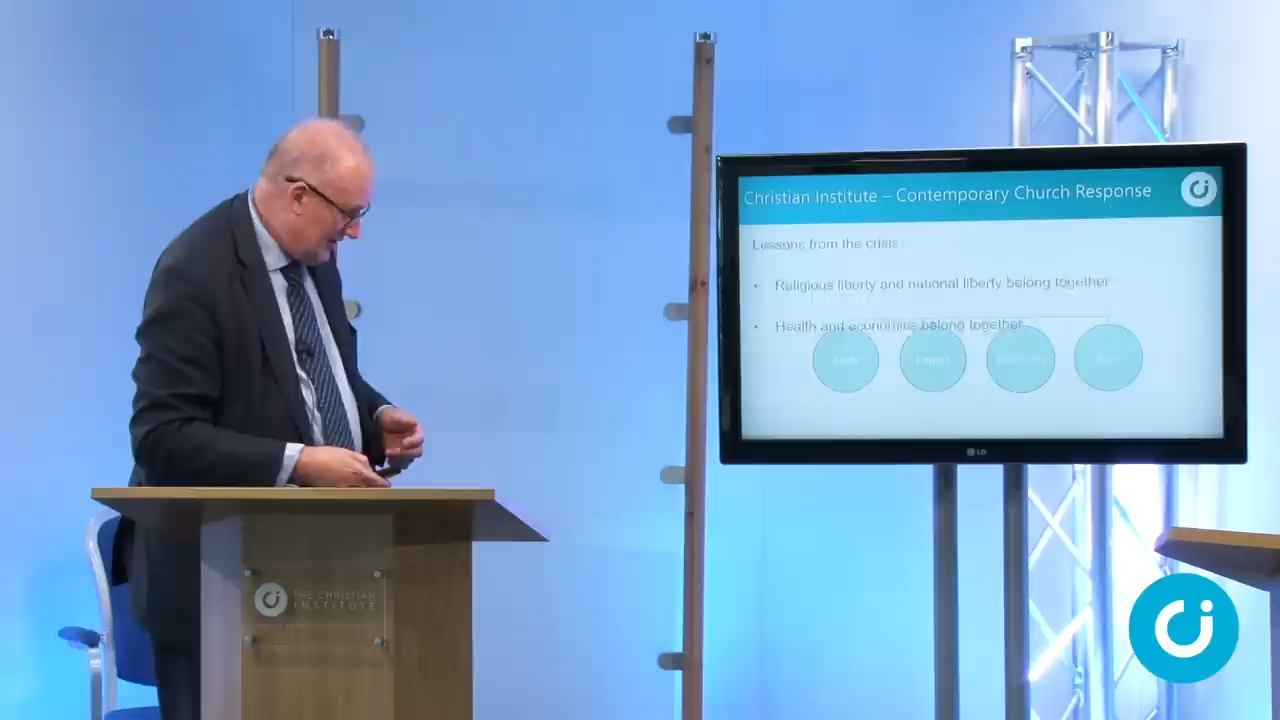 Christian Institute – Contemporary Church Response
Lessons from the crisis
• Religious liberty and national liberty belong together
• Health and economics belong together
LG
THE CHRISTIAN
INSTITUTE